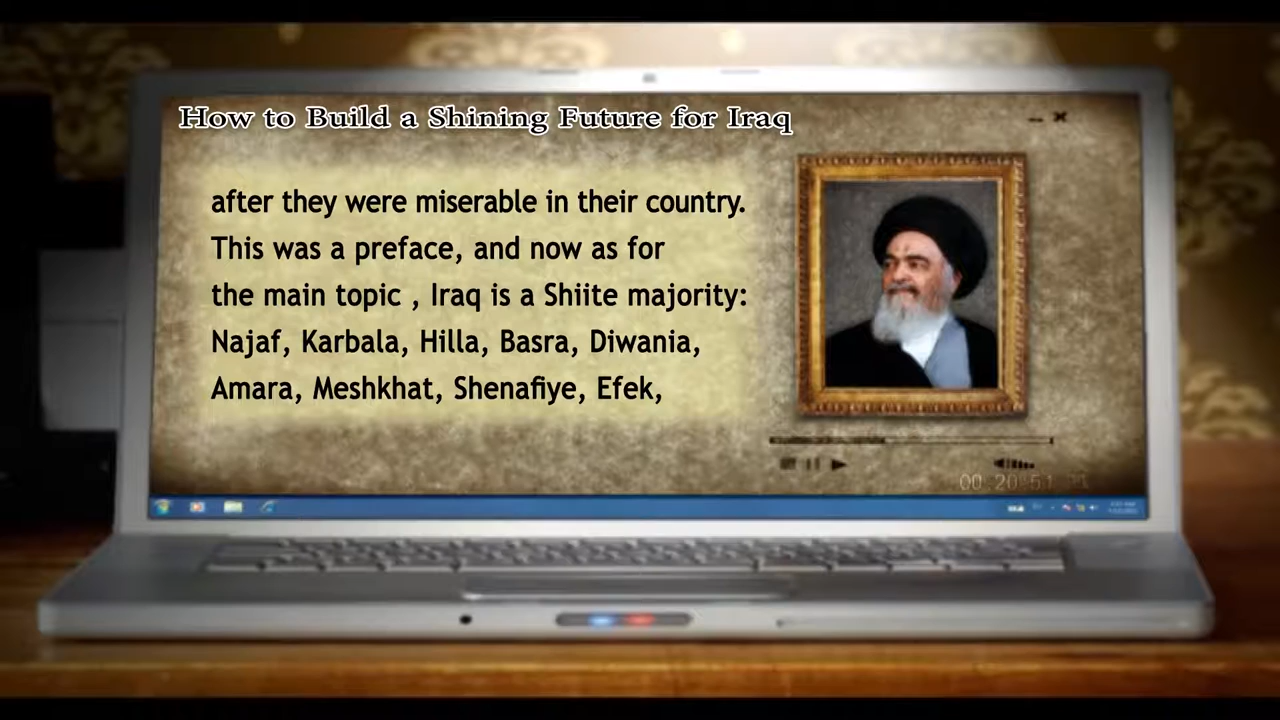 How to Build a Shining Future for Iraq
after they were miserable in their country.
This was a preface, and now as for
the main topic , Iraq is a Shiite majority:
Najaf, Karbala, Hilla, Basra, Diwania,
Amara, Meshkhat, Shenafiye, Efek,